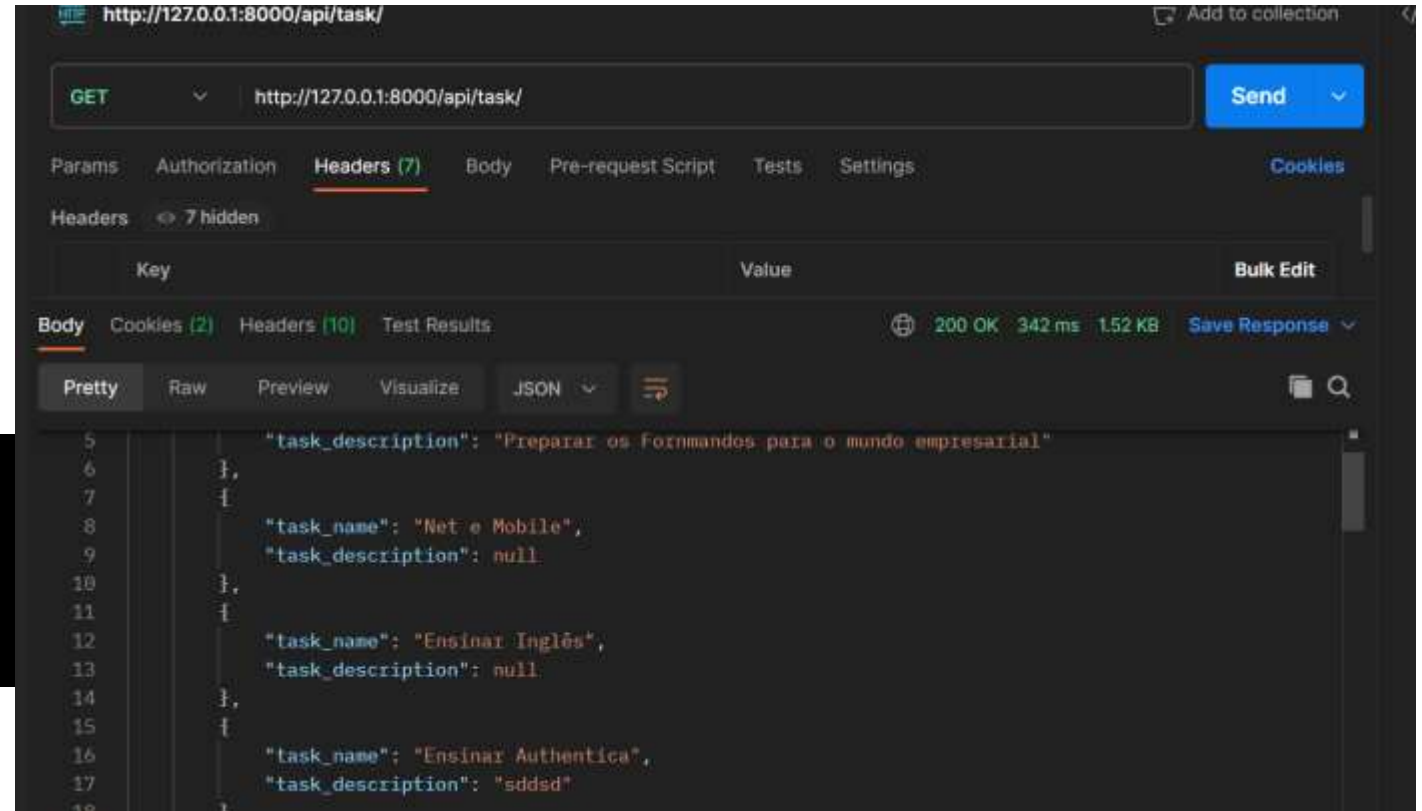 HTTP http://127.0.0.1:8000/api/task/ Add to collection
GET http://127.0.0.1:8000/api/task/ Send
Params Authorization Headers (7) Body Pre-request Script Tests Settings Cookies
Headers 7 hidden
Key Value Bulk Edit
Body Cookies (2) Headers (10) Test Results 200 OK 342 ms 1.52 KB Save Response
Pretty Raw Preview Visualize JSON
5 "task_description": "Preparar os Fornmandos para o mundo empresarial"
6 },
7 {
8 "task_name": "Net e Mobile",
9 "task_description": null
10 },
11 {
12 "task_name": "Ensinar Inglês",
13 "task_description": null
14 },
15 {
16 "task_name": "Ensinar Authentica",
17 "task_description": "sddsd"
18 }